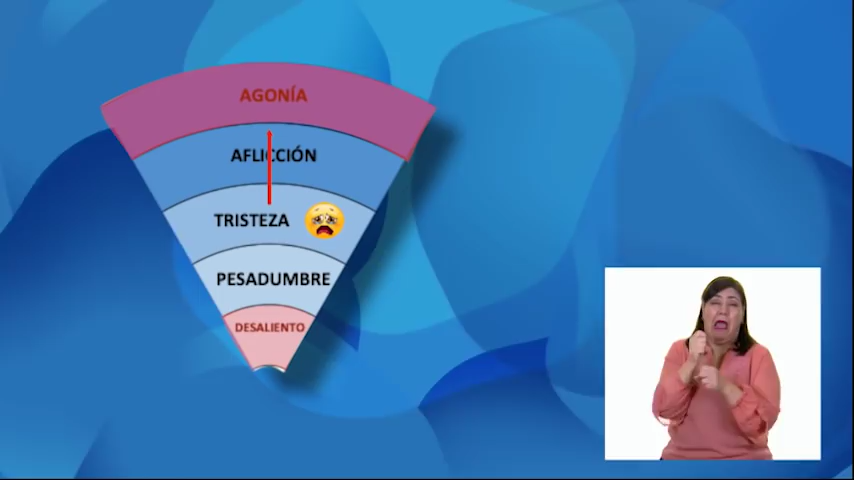 AGONÍA
AFLICCIÓN
TRISTEZA
PESADUMBRE
DESALIENTO